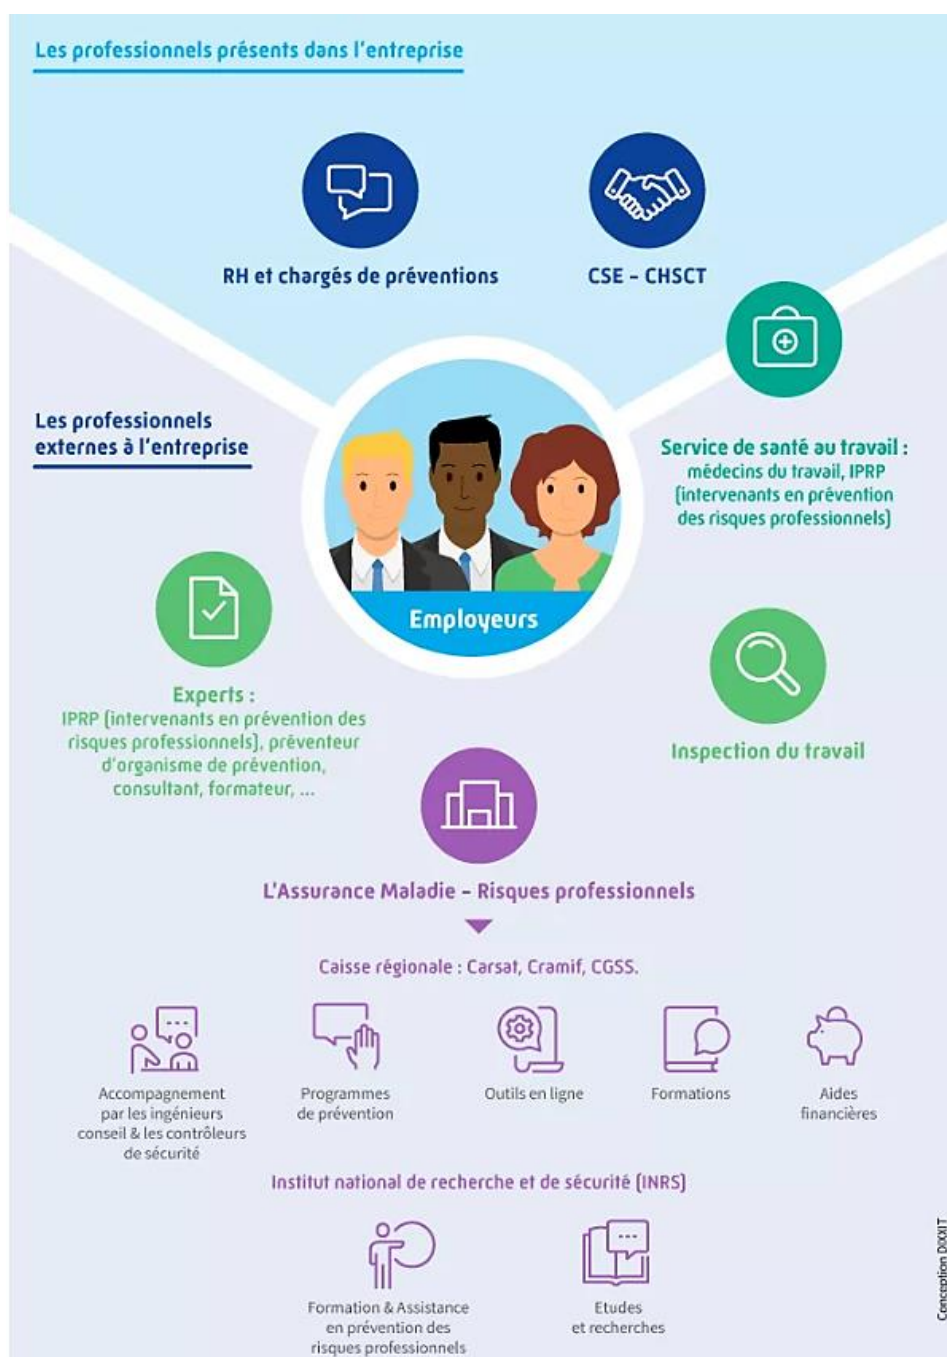 Les professionnels présents dans l'entreprise
RH et chargés de préventions
CSE - CHSCT
Les professionnels
externes à l'entreprise
Service de santé au travail :
médecins du travail, IPRP
(intervenants en prévention
des risques professionnels)
Employeurs
Experts :
IPRP (intervenants en prévention des
risques professionnels), préventeur
d'organisme de prévention,
consultant, formateur, ...
Inspection du travail
L'Assurance Maladie - Risques professionnels
Caisse régionale : Carsat, Cramif, CGSS.
Accompagnement
par les ingénieurs
conseil & les contrôleurs
de sécurité
Programmes
de prévention
Outils en ligne
Formations
Aides
financières
Institut national de recherche et de sécurité (INRS)
Formation & Assistance
en prévention des
risques professionnels
Etudes
et recherches
Conception DIXXIT